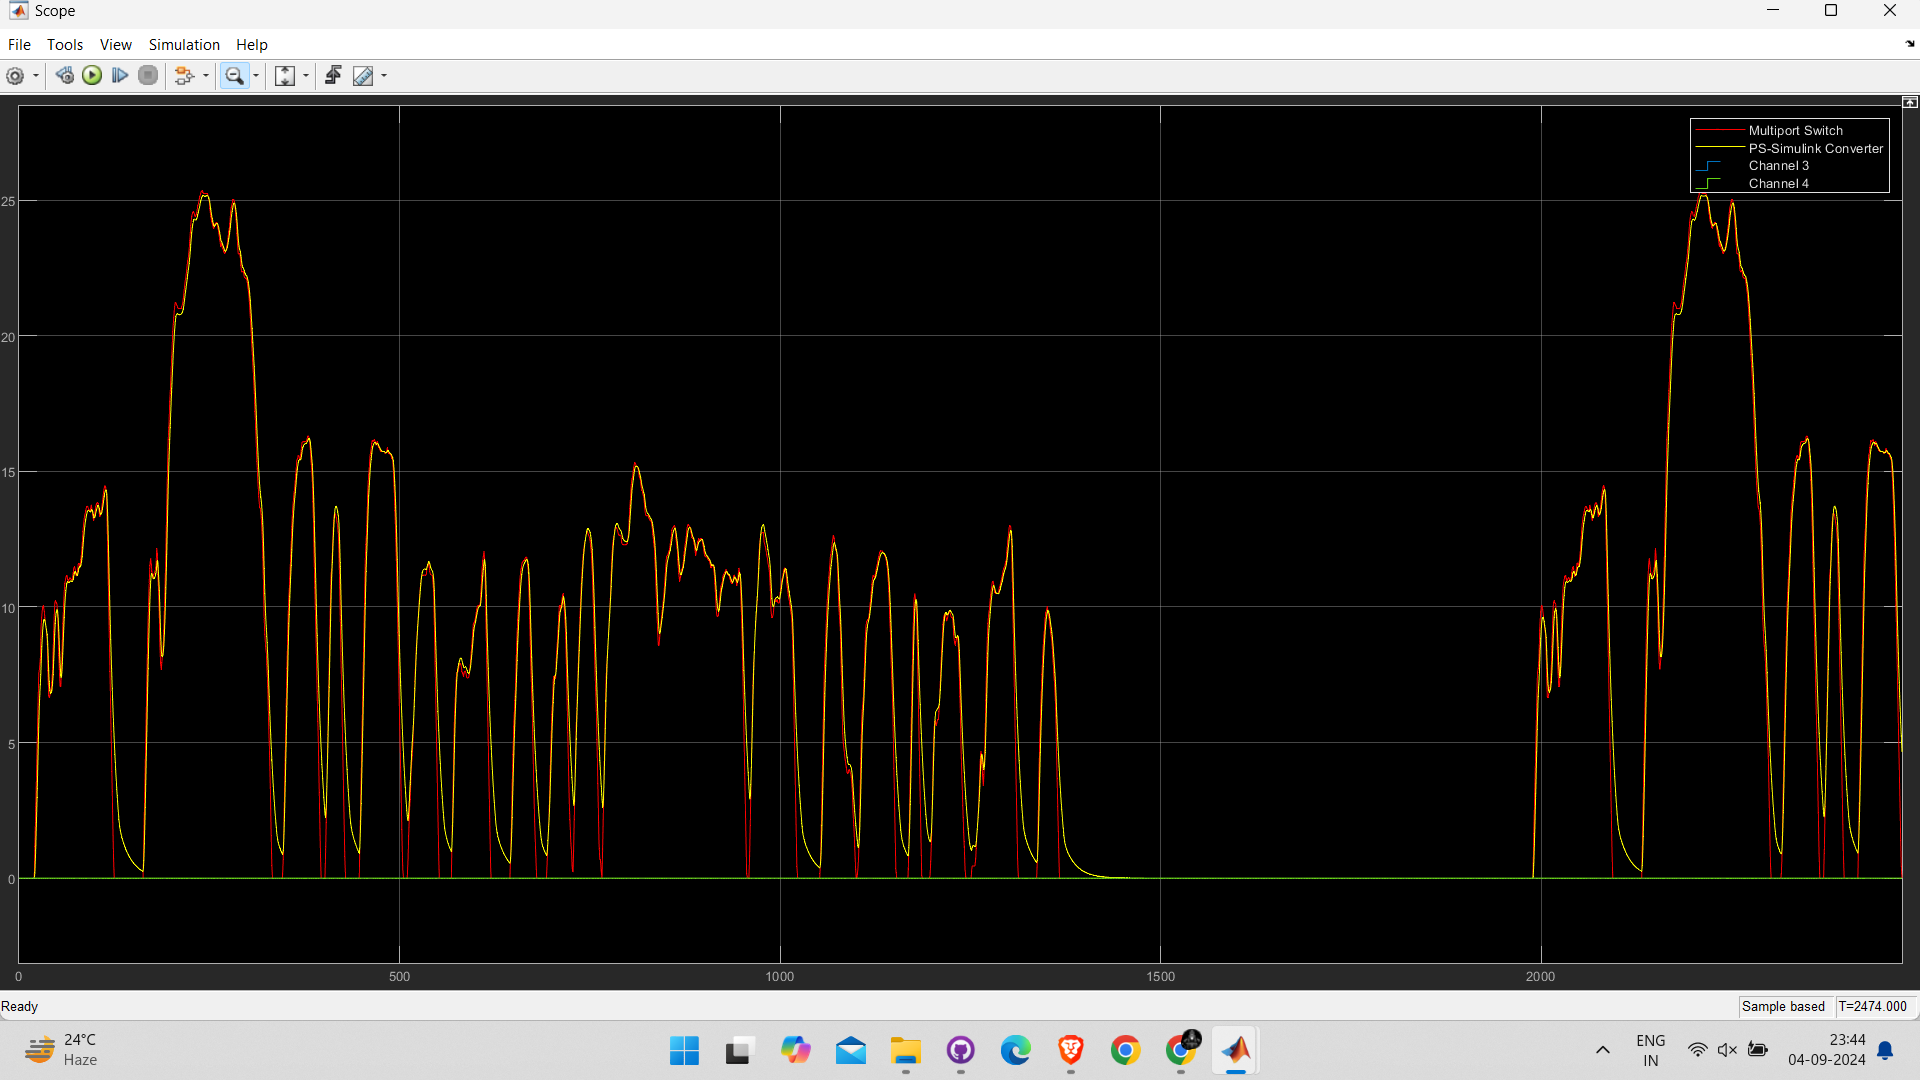 Scope
File Tools View Simulation Help
Multiport Switch
PS-Simulink Converter
Channel 3
Channel 4
25
20
15
10
5
0
0 500 1000 1500 2000
Ready
Sample based T=2474.000
24°C
Haze
ENG
IN
23:44
04-09-2024